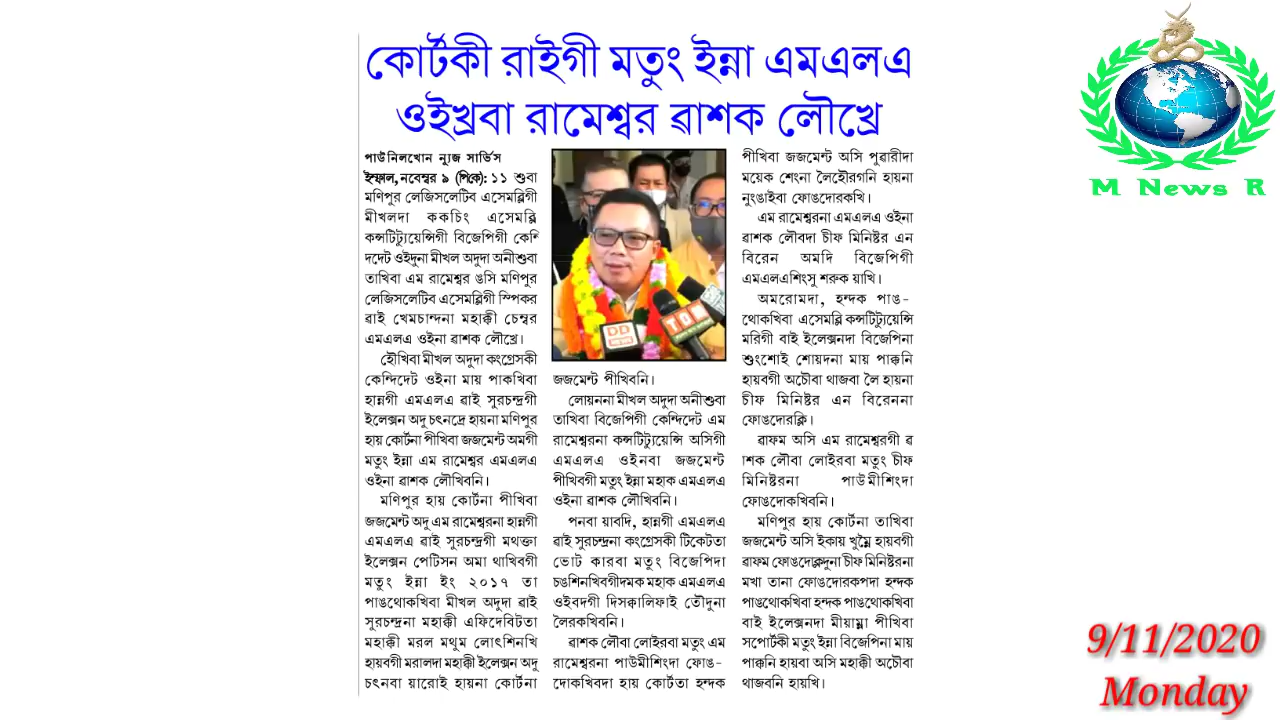 কোর্টকী রাইগী মতুং ইন্না এমএলএ
ওইখ্রবা রামেশ্বর ৱাশক লৌখ্রে
পাউনিলখোন ন্যুজ সার্ভিস
ইম্ফাল, নবেম্বর ৯ (পিকে): ১১ শুবা
মণিপুর লেজিসলেটিব এসেমব্লিগী
মীখলদা ককচিং এসেমব্লি
কন্সটিট্যুয়েন্সিগী বিজেপিগী কেন্দি
দদেট ওইদুনা মীখল অদুদা অনীশুবা
তাখিবা এম রামেশ্বর ঙসি মণিপুর
লেজিসলেটিব এসেমব্লিগী স্পিকর
ৱাই খেমচান্দনা মহাক্কী চেম্বর
এমএলএ ওইনা ৱাশক লৌখ্রে।
হৌখিবা মীখল অদুদা কংগ্রেসকী
কেন্দিদেট ওইনা মায় পাকখিবা
হান্নগী এমএলএ ৱাই সুরচন্দ্রগী
ইলেক্সন অদু চৎনদ্রে হায়না মণিপুর
হায় কোর্টনা পীখিবা জজমেন্ট অমগী
মতুং ইন্না এম রামেশ্বর এমএলএ
ওইনা ৱাশক লৌখিবনি।
মণিপুর হায় কোর্টনা পীখিবা
জজমেন্ট অদু এম রামেশ্বরনা হান্নগী
এমএলএ ৱাই সুরচন্দ্রগী মথক্তা
ইলেক্সন পেটিসন অমা থাখিবগী
মতুং ইন্না ইং ২০১৭ তা
পাঙথোকখিবা মীখল অদুদা ৱাই
সুরচন্দ্রনা মহাক্কী এফিদেবিটতা
মহাক্কী মরল মথুম লোৎশিনখি
হায়বগী মরালদা মহাক্কী ইলেক্সন অদু
চৎনবা য়ারোই হায়না কোর্টনা
জজমেন্ট পীখিবনি।
লোয়ননা মীখল অদুদা অনীশুবা
তাখিবা বিজেপিগী কেন্দিদেট এম
রামেশ্বরনা কন্সটিট্যুয়েন্সি অসিগী
এমএলএ ওইনবা জজমেন্ট
পীখিবগী মতুং ইন্না মহাক এমএলএ
ওইনা ৱাশক লৌখিবনি।
পনবা য়াবদি, হান্নগী এমএলএ
ৱাই সুরচন্দ্রনা কংগ্রেসকী টিকেটতা
ভোট কারবা মতুং বিজেপিদা
চঙশিনখিবগীদমক মহাক এমএলএ
ওইবদগী দিসক্বালিফাই তৌদুনা
লৈরকখিবনি।
ৱাশক লৌবা লোইরবা মতুং এম
রামেশ্বরনা পাউমীশিংদা ফোঙ-
দোকখিবদা হায় কোর্টতা হন্দক
পীখিবা জজমেন্ট অসি পুৱারীদা
ময়েক শেংনা লৈহৌরগনি হায়না
নুংঙাইবা ফোঙদোরকখি।
এম রামেশ্বরনা এমএলএ ওইনা
ৱাশক লৌবদা চীফ মিনিষ্টর এন
বিরেন অমদি বিজেপিগী
এমএলএশিংসু শরুক য়াখি।
অমরোমদা, হন্দক পাঙ-
থোকখিবা এসেমব্লি কন্সটিট্যুয়েন্সি
মরিগী বাই ইলেক্সনদা বিজেপিনা
শুংশোই শোয়দনা মায় পাক্কনি
হায়বগী অচৌবা থাজবা লৈ হায়না
চীফ মিনিষ্টর এন বিরেননা
ফোঙদোরক্লি।
ৱাফম অসি এম রামেশ্বরগী ৱ
াশক লৌবা লোইরবা মতুং চীফ
মিনিষ্টরনা পাউমীশিংদা
ফোঙদোকখিবনি।
মণিপুর হায় কোর্টনা তাখিবা
জজমেন্ট অসি ইকায় খুম্নৈ হায়বগী
ৱাফম ফোঙদোক্লদুনা চীফ মিনিষ্টরনা
মখা তানা ফোঙদোরকপদা হন্দক
পাঙথোকখিবা হন্দক পাঙথোকখিবা
বাই ইলেক্সনদা মীয়াম্না পীখিবা
সপোর্টকী মতুং ইন্না বিজেপিনা মায়
পাক্কনি হায়বা অসি মহাক্কী অচৌবা
থাজবনি হায়খি।
DD
NEWS
TOM
M News R
9/11/2020
Monday